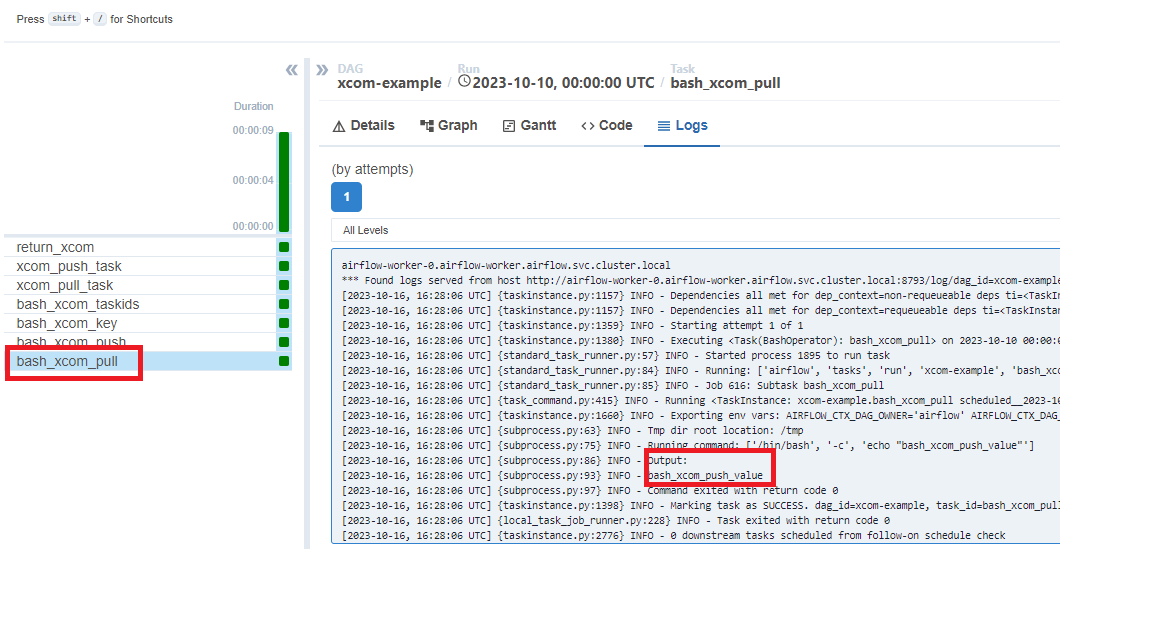 Press shift + / for Shortcuts
« » DAG Run Task
xcom-example / 2023-10-10, 00:00:00 UTC / bash_xcom_pull
Duration
Details Graph Gantt <> Code Logs
00:00:09
00:00:04
00:00:00
(by attempts)
1
All Levels
return_xcom
xcom_push_task
xcom_pull_task
bash_xcom_taskids
bash_xcom_key
bash_xcom_push
bash_xcom_pull
airflow-worker-0.airflow-worker.airflow.svc.cluster.local
*** Found logs served from host http://airflow-worker-0.airflow-worker.airflow.svc.cluster.local:8793/log/dag_id=xcom-example
[2023-10-16, 16:28:06 UTC] {taskinstance.py:1157} INFO - Dependencies all met for dep_context=non-requeueable deps ti=<TaskIn
[2023-10-16, 16:28:06 UTC] {taskinstance.py:1157} INFO - Dependencies all met for dep_context=requeueable deps ti=<TaskInstan
[2023-10-16, 16:28:06 UTC] {taskinstance.py:1359} INFO - Starting attempt 1 of 1
[2023-10-16, 16:28:06 UTC] {taskinstance.py:1380} INFO - Executing <Task(BashOperator): bash_xcom_pull> on 2023-10-10 00:00:0
[2023-10-16, 16:28:06 UTC] {standard_task_runner.py:57} INFO - Started process 1895 to run task
[2023-10-16, 16:28:06 UTC] {standard_task_runner.py:84} INFO - Running: ['airflow', 'tasks', 'run', 'xcom-example', 'bash_xco
[2023-10-16, 16:28:06 UTC] {standard_task_runner.py:85} INFO - Job 616: Subtask bash_xcom_pull
[2023-10-16, 16:28:06 UTC] {task_command.py:415} INFO - Running <TaskInstance: xcom-example.bash_xcom_pull scheduled__2023-10
[2023-10-16, 16:28:06 UTC] {taskinstance.py:1660} INFO - Exporting env vars: AIRFLOW_CTX_DAG_OWNER='airflow' AIRFLOW_CTX_DAG_
[2023-10-16, 16:28:06 UTC] {subprocess.py:63} INFO - Tmp dir root location: /tmp
[2023-10-16, 16:28:06 UTC] {subprocess.py:75} INFO - Running command: ['/bin/bash', '-c', 'echo "bash_xcom_push_value"']
[2023-10-16, 16:28:06 UTC] {subprocess.py:86} INFO - Output:
[2023-10-16, 16:28:06 UTC] {subprocess.py:93} INFO - bash_xcom_push_value
[2023-10-16, 16:28:06 UTC] {subprocess.py:97} INFO - Command exited with return code 0
[2023-10-16, 16:28:06 UTC] {taskinstance.py:1398} INFO - Marking task as SUCCESS. dag_id=xcom-example, task_id=bash_xcom_pull
[2023-10-16, 16:28:06 UTC] {local_task_job_runner.py:228} INFO - Task exited with return code 0
[2023-10-16, 16:28:06 UTC] {taskinstance.py:2776} INFO - 0 downstream tasks scheduled from follow-on schedule check